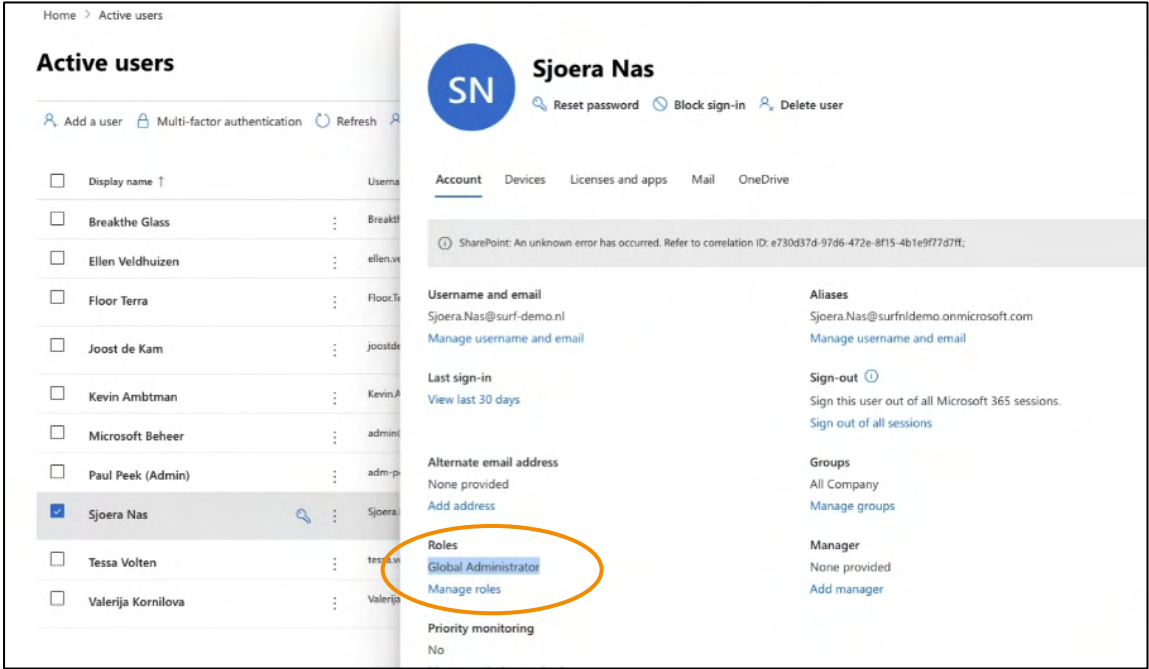 Home > Active users
Active users
Add a user Multi-factor authentication Refresh
Display name ↑
Breakthe Glass
Ellen Veldhuizen
Floor Terra
Joost de Kam
Kevin Ambtman
Microsoft Beheer
Paul Peek (Admin)
Sjoera Nas
Tessa Volten
Valerija Kornilova
SN
Sjoera Nas
Reset password Block sign-in Delete user
Account Devices Licenses and apps Mail OneDrive
SharePoint: An unknown error has occurred. Refer to correlation ID: e730d37d-97d6-472e-8f15-4b1e9f77d7ff;
Username and email
Sjoera.Nas@surf-demo.nl
Manage username and email
Aliases
Sjoera.Nas@surfnldemo.onmicrosoft.com
Manage username and email
Last sign-in
View last 30 days
Sign-out
Sign this user out of all Microsoft 365 sessions.
Sign out of all sessions
Alternate email address
None provided
Add address
Groups
All Company
Manage groups
Roles
Global Administrator
Manage roles
Manager
None provided
Add manager
Priority monitoring
No